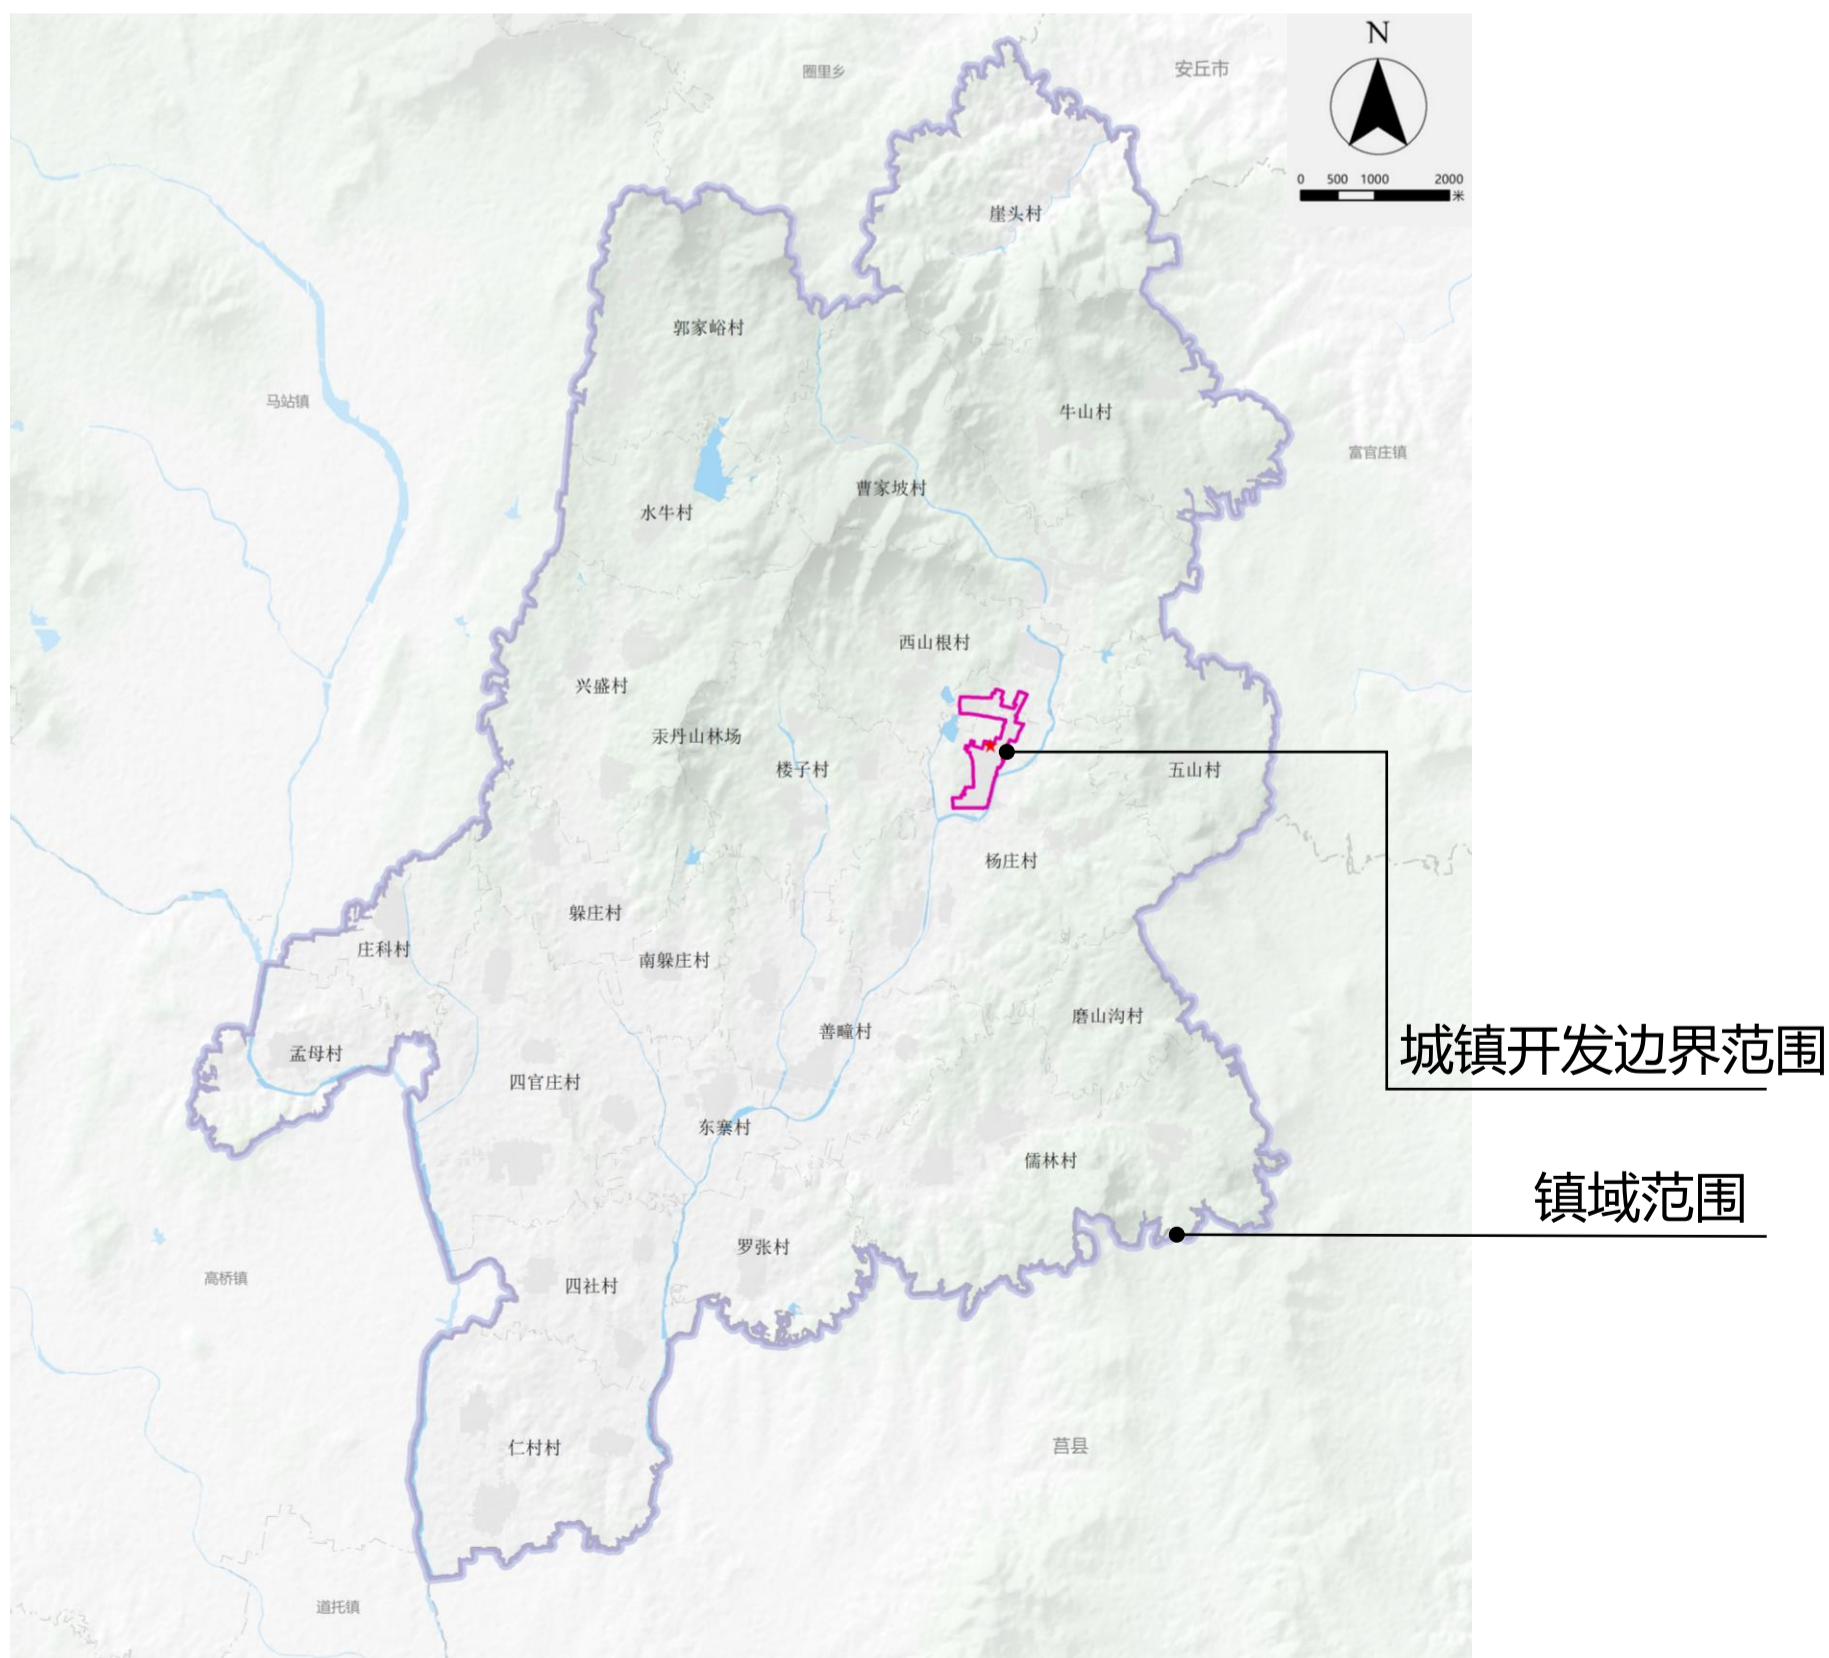 圈里乡
安丘市
N
0 500 1000 2000
米
崖头村
郭家峪村
马站镇
牛山村
富官庄镇
曹家坡村
水牛村
西山根村
兴盛村
汞丹山林场
楼子村
五山村
杨庄村
躲庄村
庄科村
南躲庄村
磨山沟村
善疃村
城镇开发边界范围
孟母村
四官庄村
东寨村
儒林村
镇域范围
罗张村
高桥镇
四社村
仁村村
莒县
道托镇